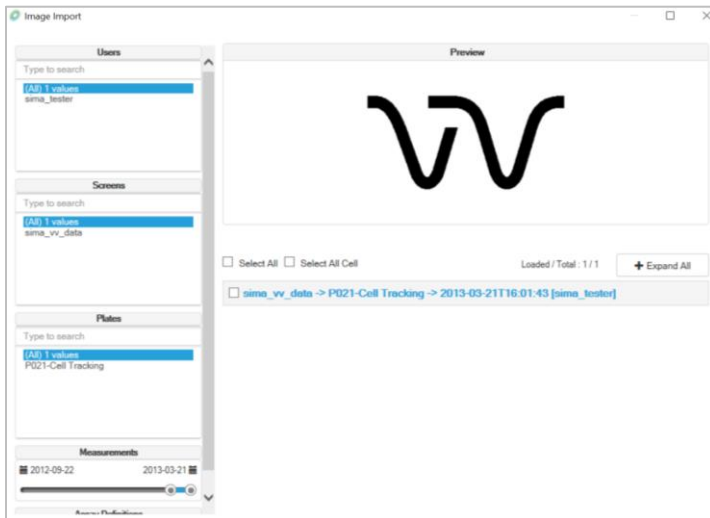 Image Import
Users
Type to search
(All) 1 values
sima_tester
Screens
Type to search
(All) 1 values
sima_vv_data
Plates
Type to search
(All) 1 values
P021-Cell Tracking
Measurements
2012-09-22 2013-03-21
Array Definitions
Preview
Select All Select All Cell Loaded / Total : 1 / 1 + Expand All
sima_vv_data -> P021-Cell Tracking -> 2013-03-21T16:01:43 [sima_tester]